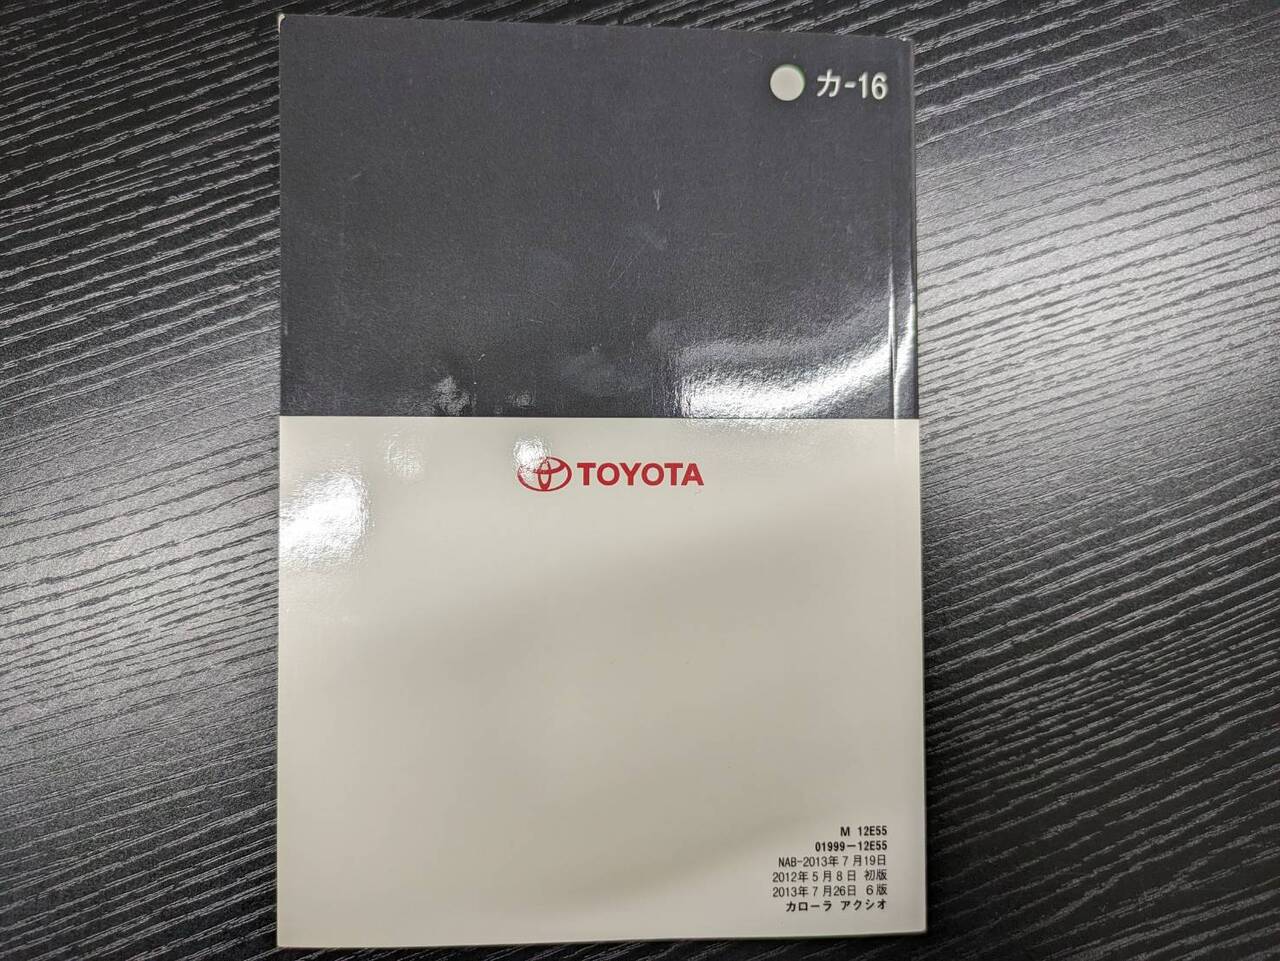 カ-16
TOYOTA
M 12E55
01999-12E55
NAB-2013年7月19日
2012年5月8日 初版
2013年7月26日 6版
カローラ アクシオ